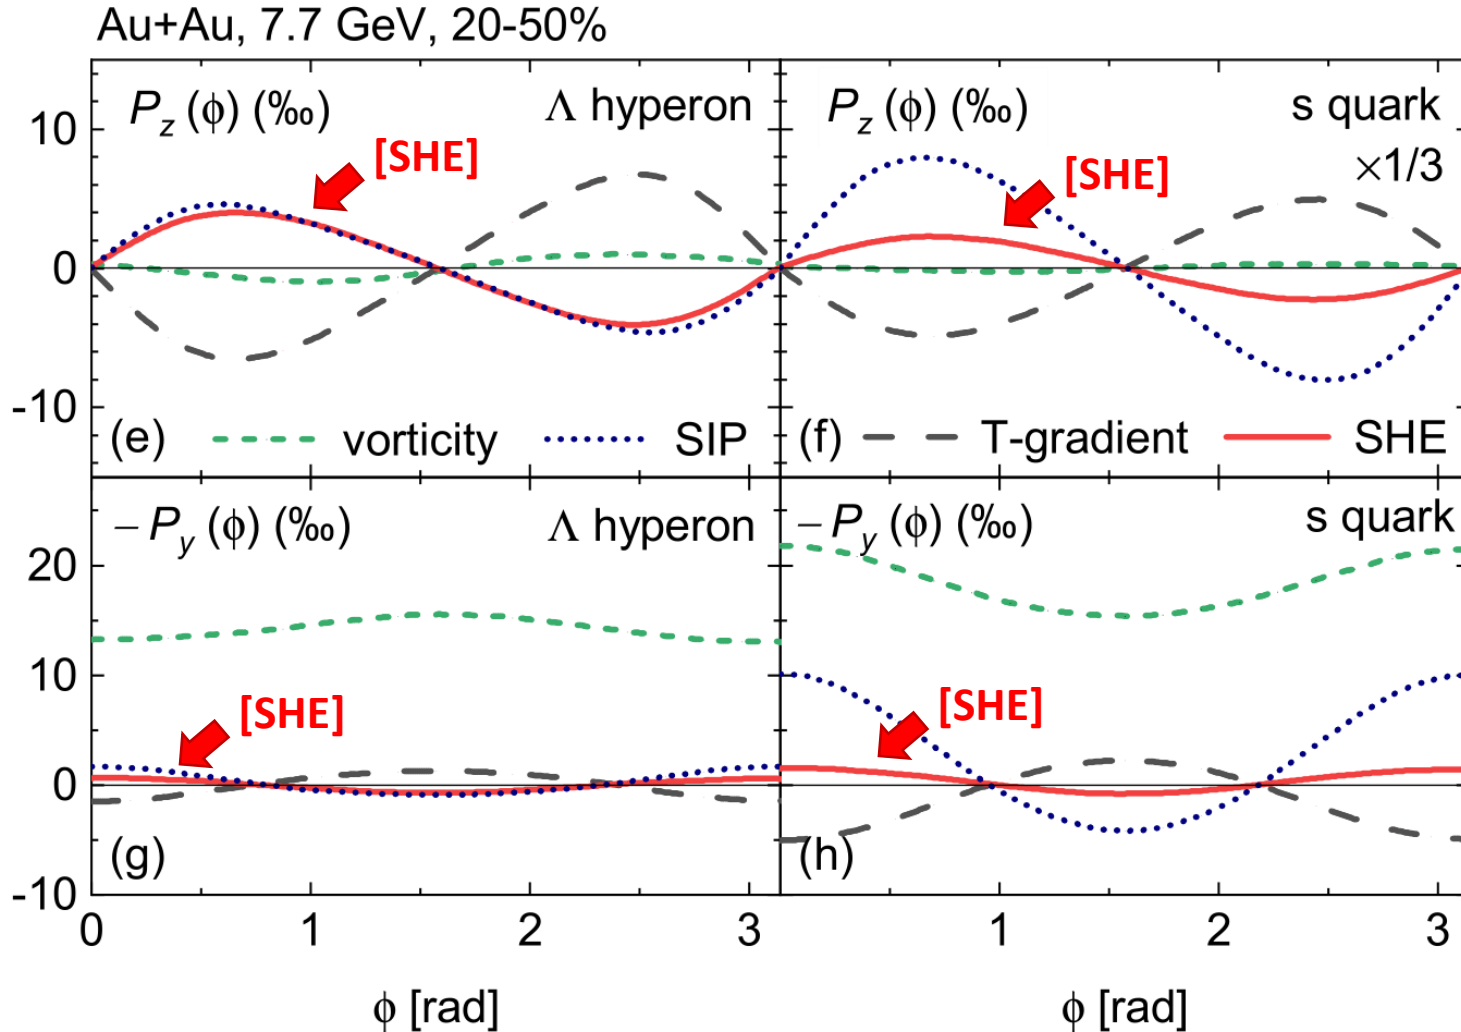 Au+Au, 7.7 GeV, 20-50%
P_z (ϕ) (‰) Λ hyperon
[SHE]
10
0
-10
(e) vorticity SIP
P_z (ϕ) (‰) s quark
×1/3
[SHE]
(f) T-gradient SHE
− P_y (ϕ) (‰) Λ hyperon
20
10
[SHE]
0
(g)
-10
0 1 2 3
ϕ [rad]
− P_y (ϕ) (‰) s quark
[SHE]
(h)
1 2 3
ϕ [rad]